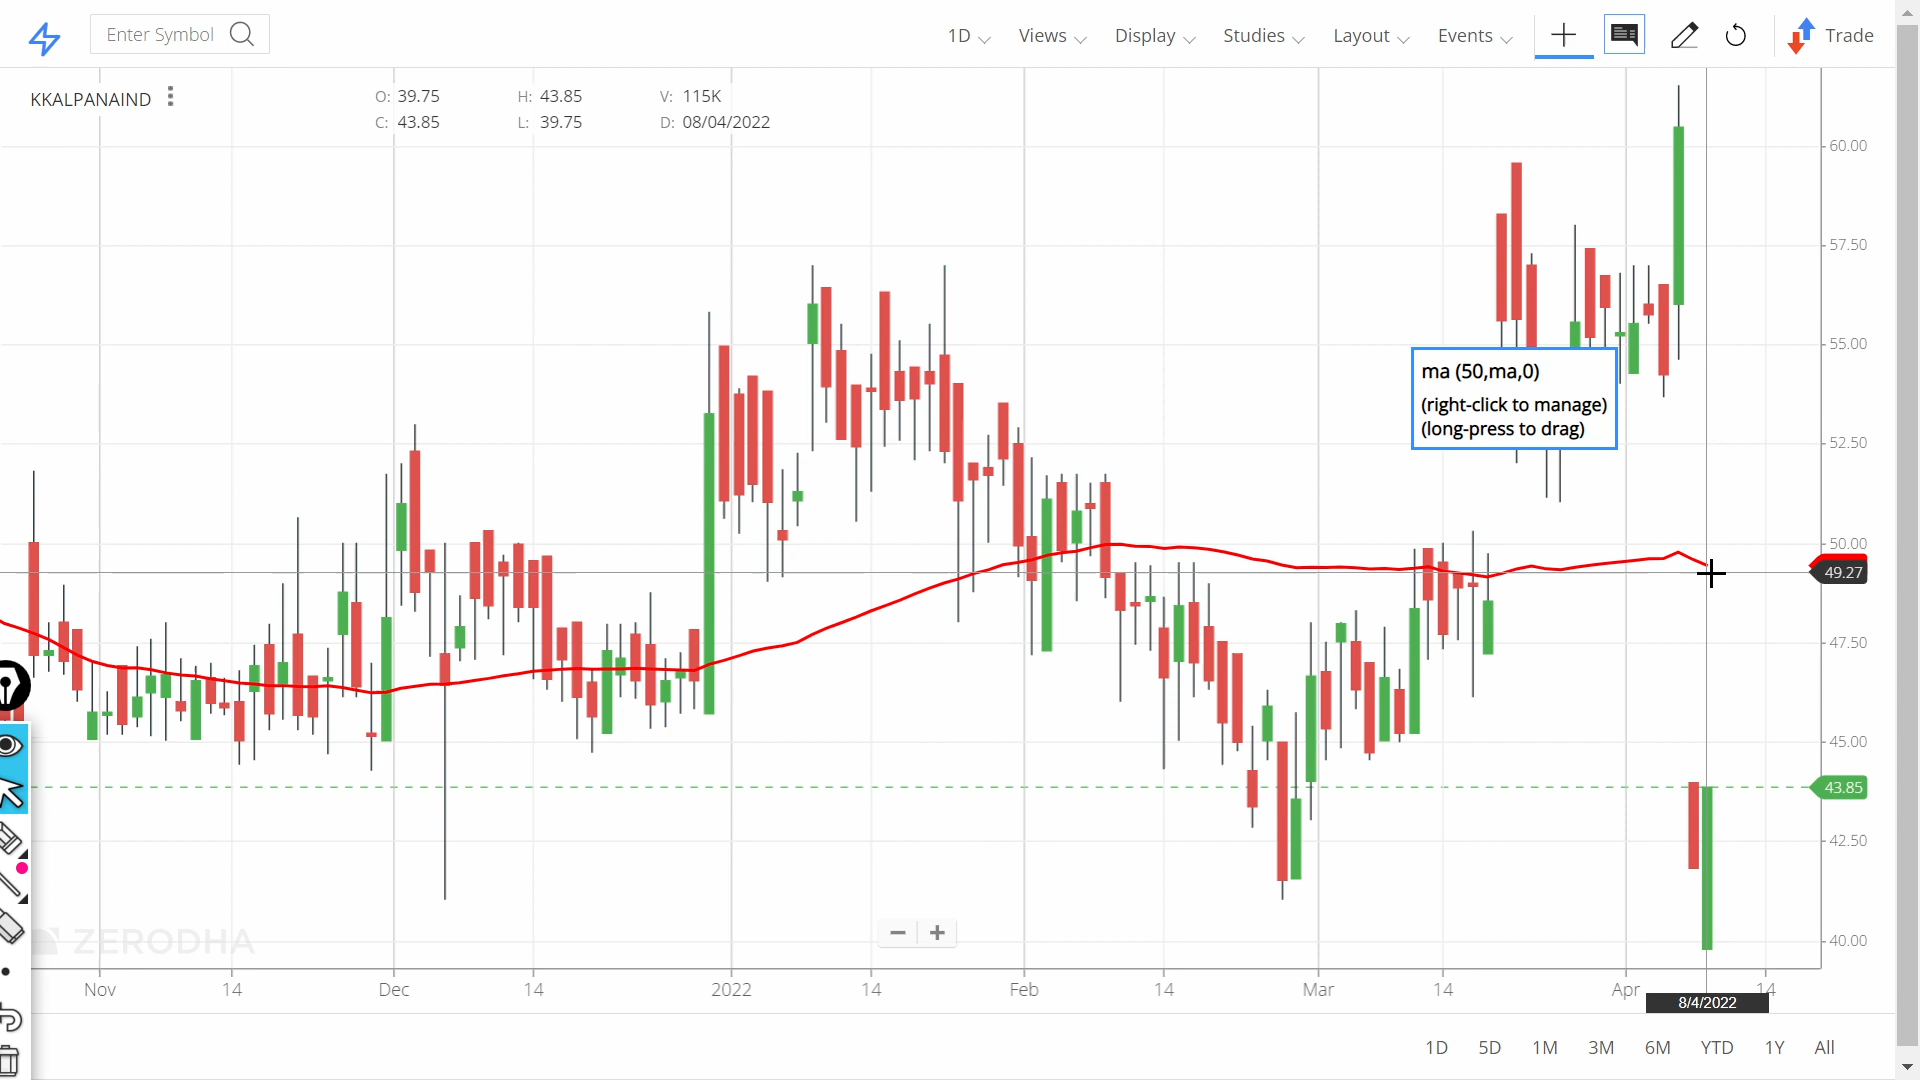 Enter Symbol
1D Views Display Studies Layout Events Trade
KKALPANAIND
O: 39.75 H: 43.85 V: 115K
C: 43.85 L: 39.75 D: 08/04/2022
60.00
57.50
55.00
ma (50,ma,0)
(right-click to manage)
(long-press to drag)
52.50
50.00
49.27
47.50
45.00
43.85
42.50
40.00
ZERODHA
Nov 14 Dec 14 2022 14 Feb 14 Mar 14 Apr 14
8/4/2022
1D 5D 1M 3M 6M YTD 1Y All